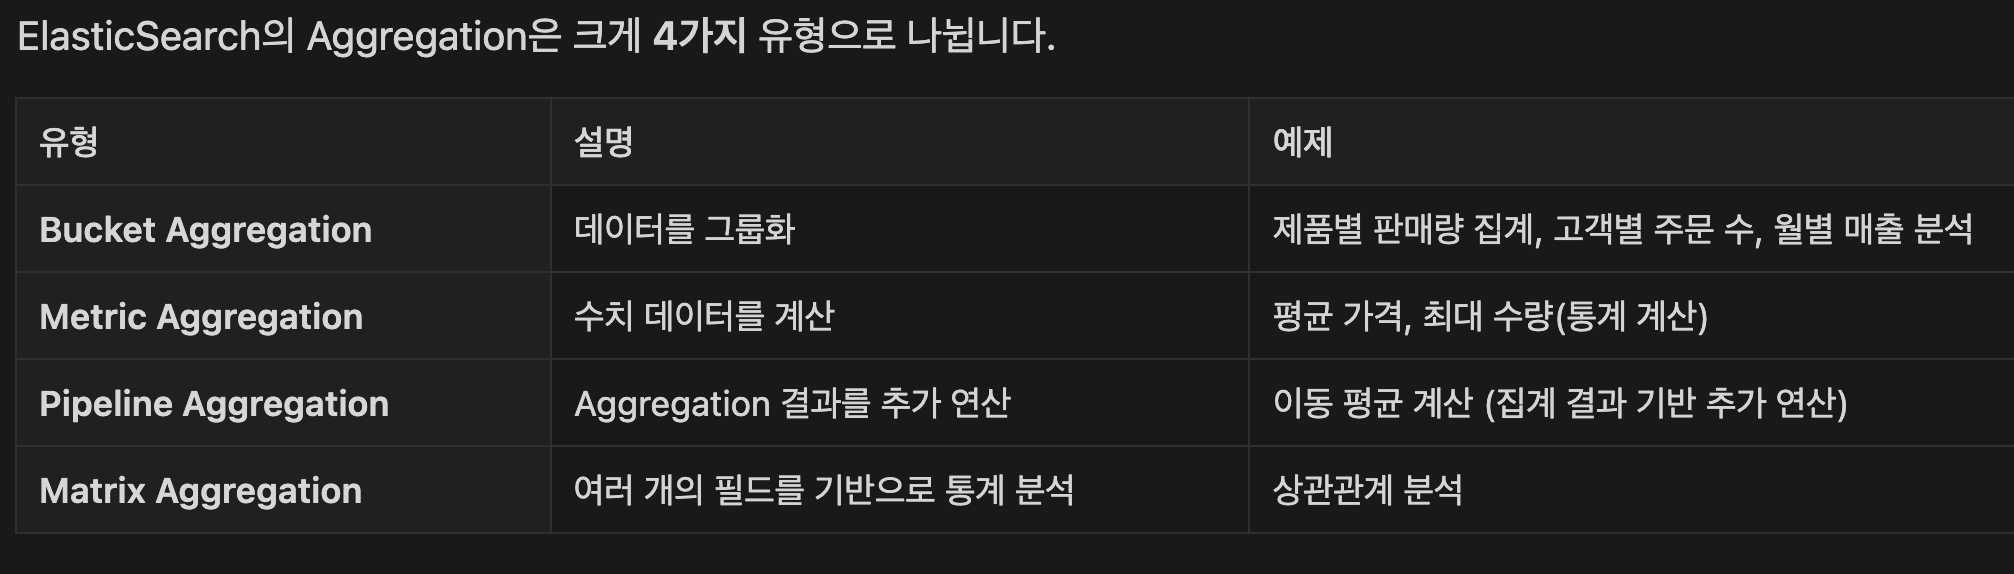 ElasticSearch의 Aggregation은 크게 4가지 유형으로 나뉩니다.
유형 설명 예제
Bucket Aggregation 데이터를 그룹화 제품별 판매량 집계, 고객별 주문 수, 월별 매출 분석
Metric Aggregation 수치 데이터를 계산 평균 가격, 최대 수량(통계 계산)
Pipeline Aggregation Aggregation 결과를 추가 연산 이동 평균 계산 (집계 결과 기반 추가 연산)
Matrix Aggregation 여러 개의 필드를 기반으로 통계 분석 상관관계 분석